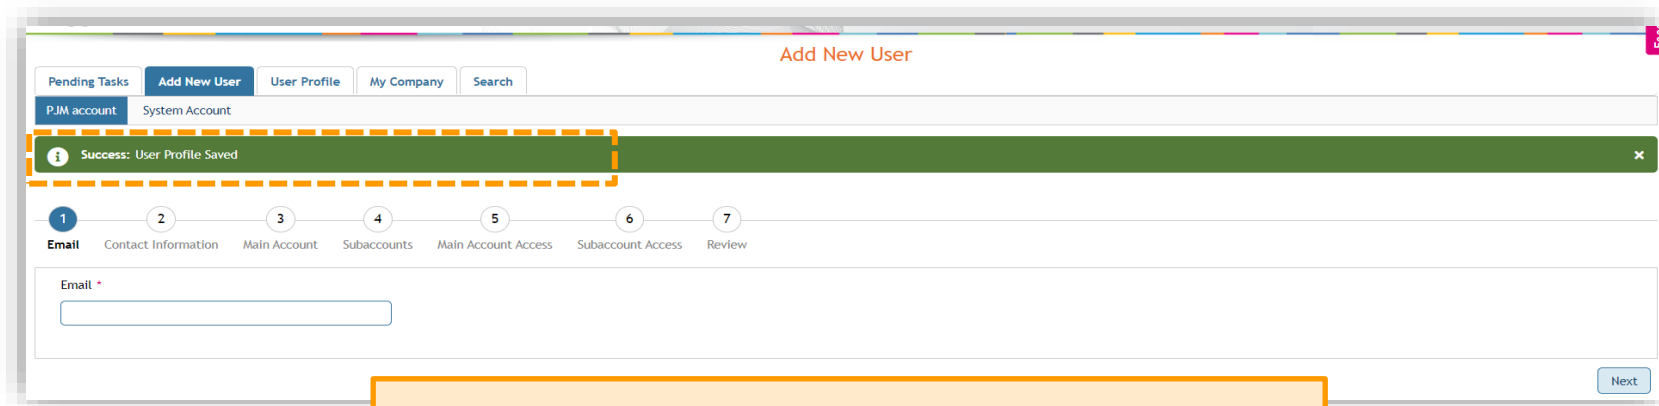 Add New User
Pending Tasks Add New User User Profile My Company Search
PJM account System Account
Success: User Profile Saved
1 2 3 4 5 6 7
Email Contact Information Main Account Subaccounts Main Account Access Subaccount Access Review
Email *
Next